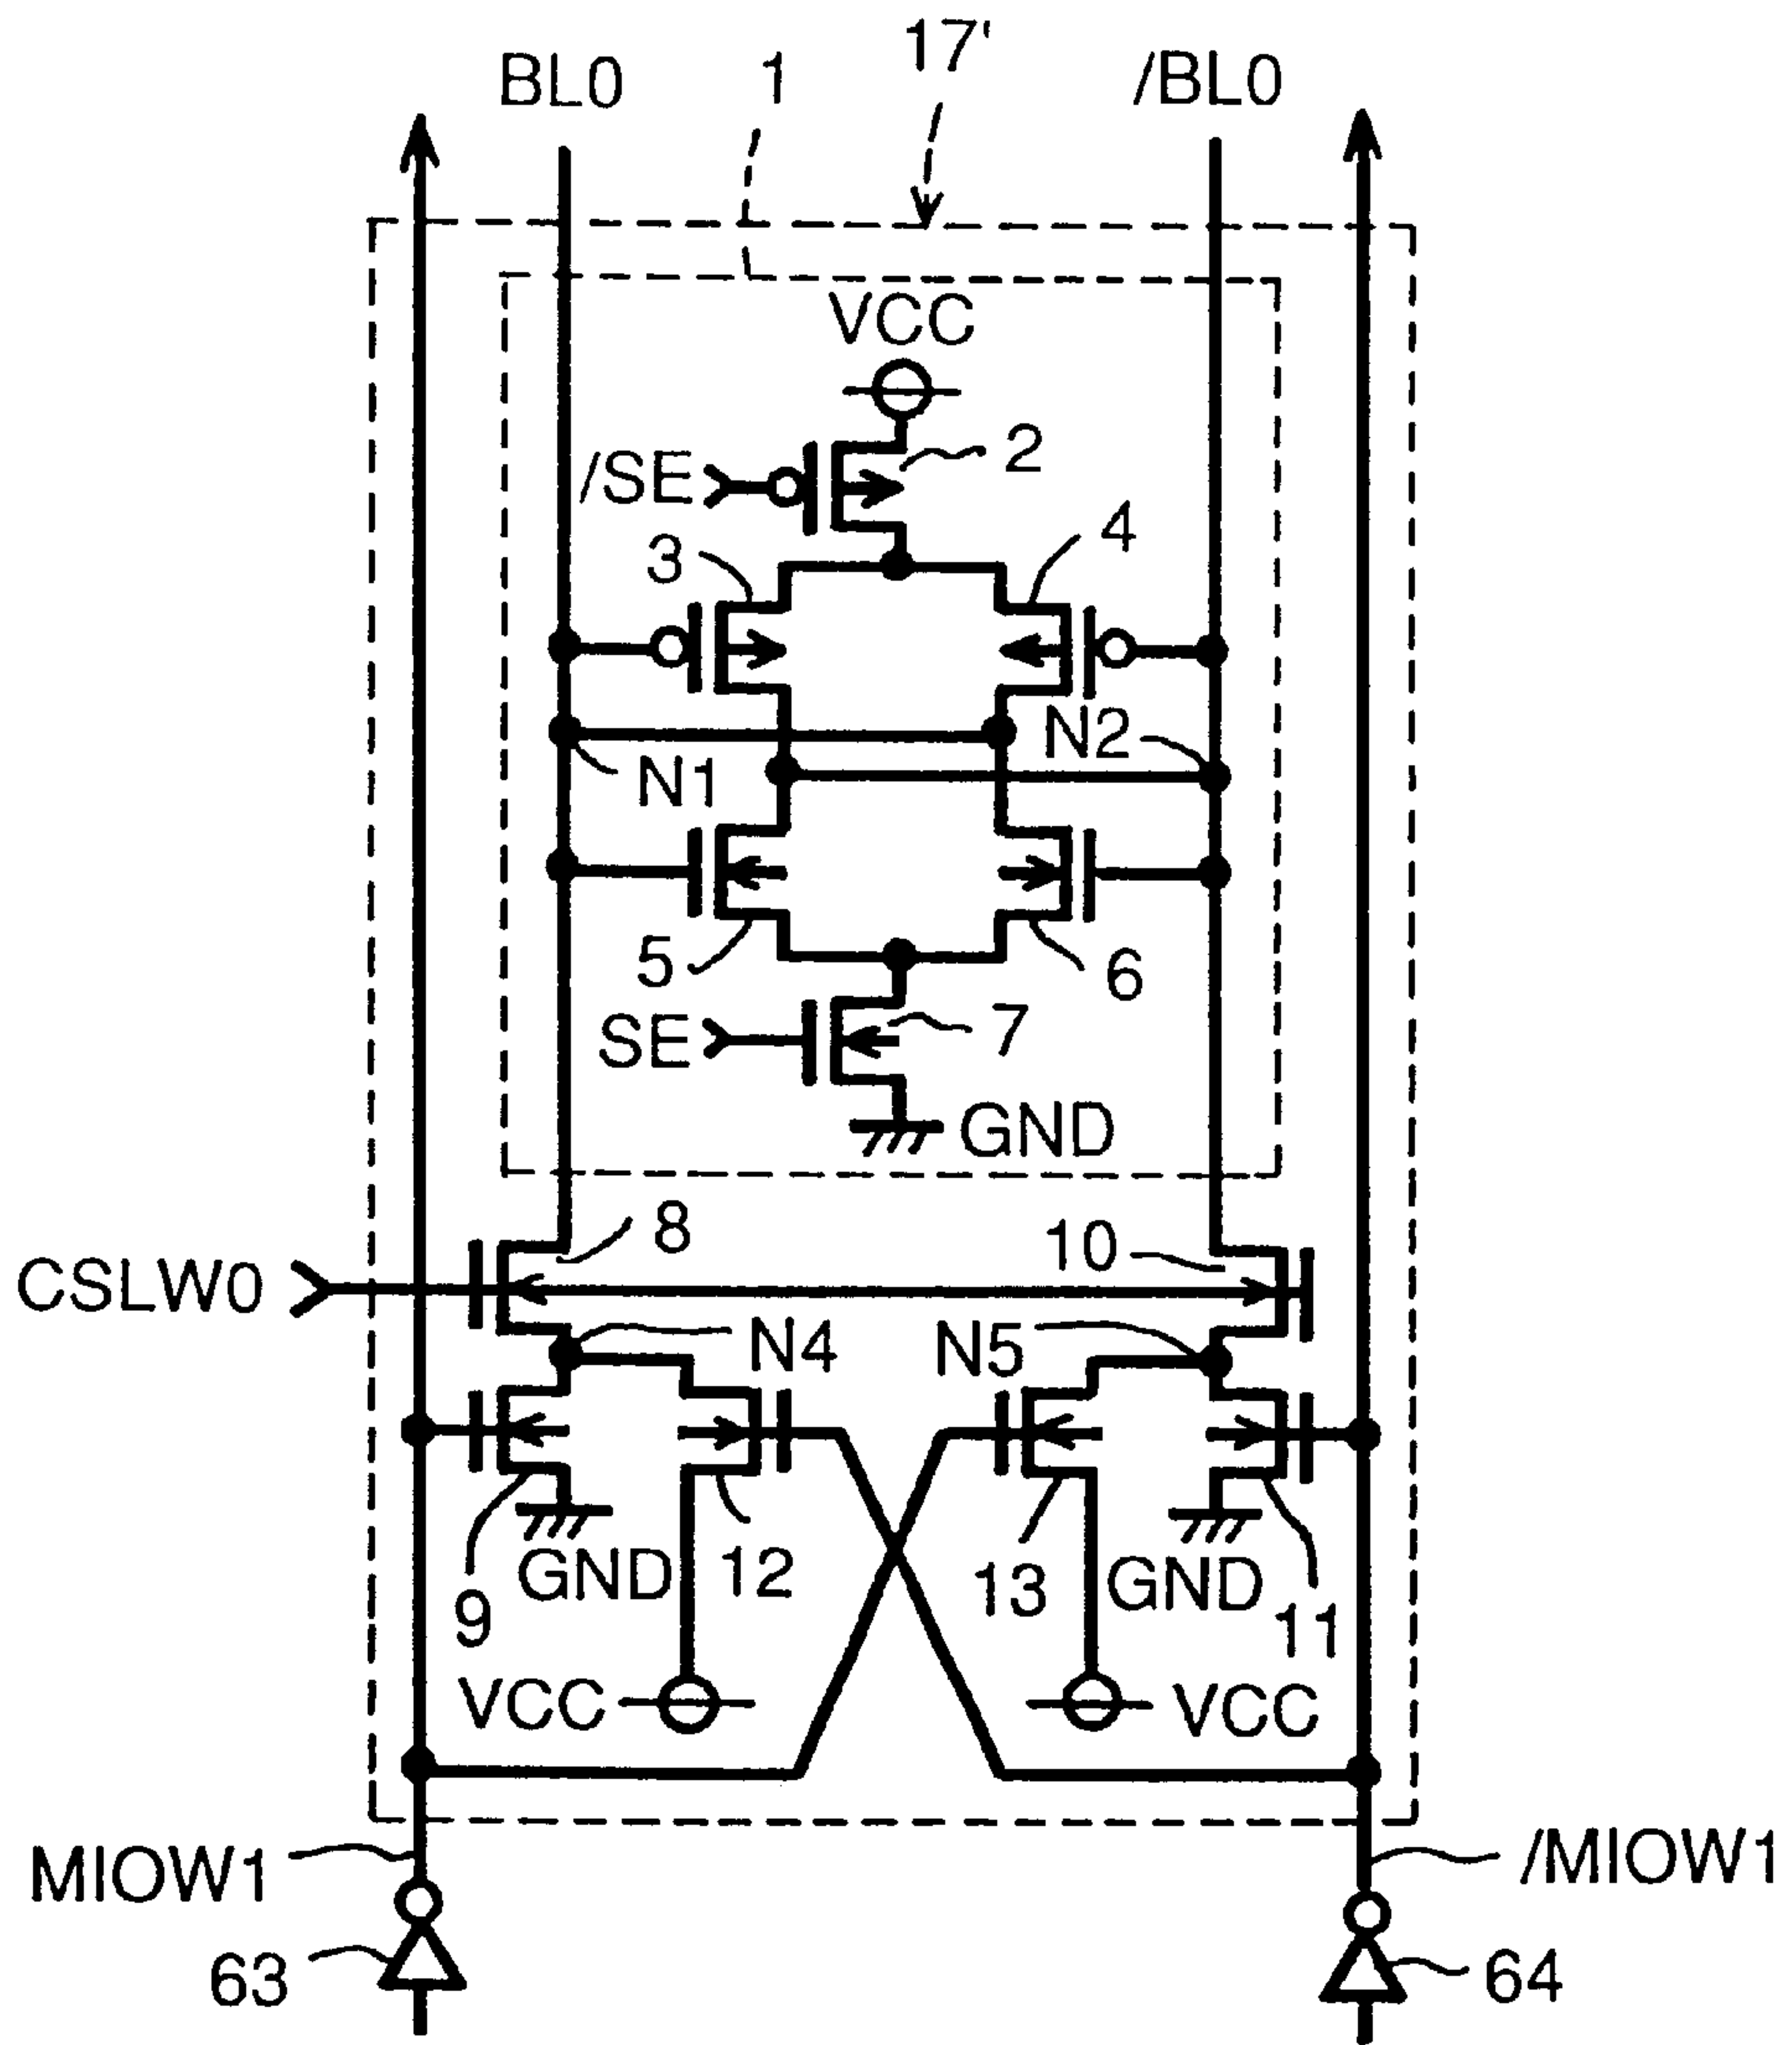 17'
BL0
1
/BL0
VCC
/SE
2
3
4
N2
N1
5
6
SE
7
GND
8
10
CSLW0
N4
N5
GND
12
13
GND
9
11
VCC
VCC
MIOW1
/MIOW1
63
64